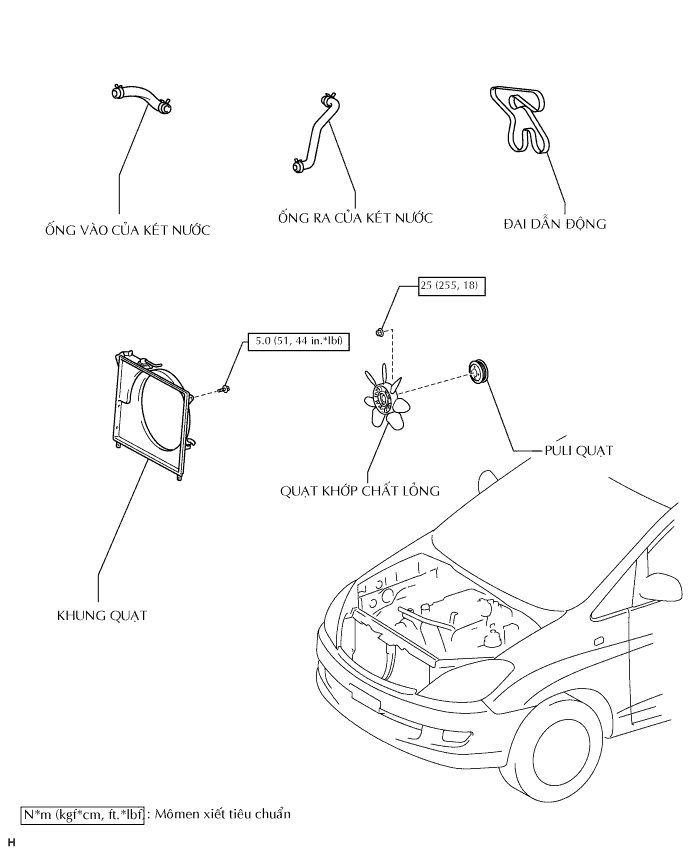 ỐNG VÀO CỦA KÉT NƯỚC
ỐNG RA CỦA KÉT NƯỚC
ĐAI DẪN ĐỘNG
25 (255, 18)
5.0 (51, 44 in.*lbf)
PULI QUẠT
QUẠT KHỚP CHẤT LỎNG
KHUNG QUẠT
N*m (kgf*cm, ft.*lbf) : Mômen xiết tiêu chuẩn
H